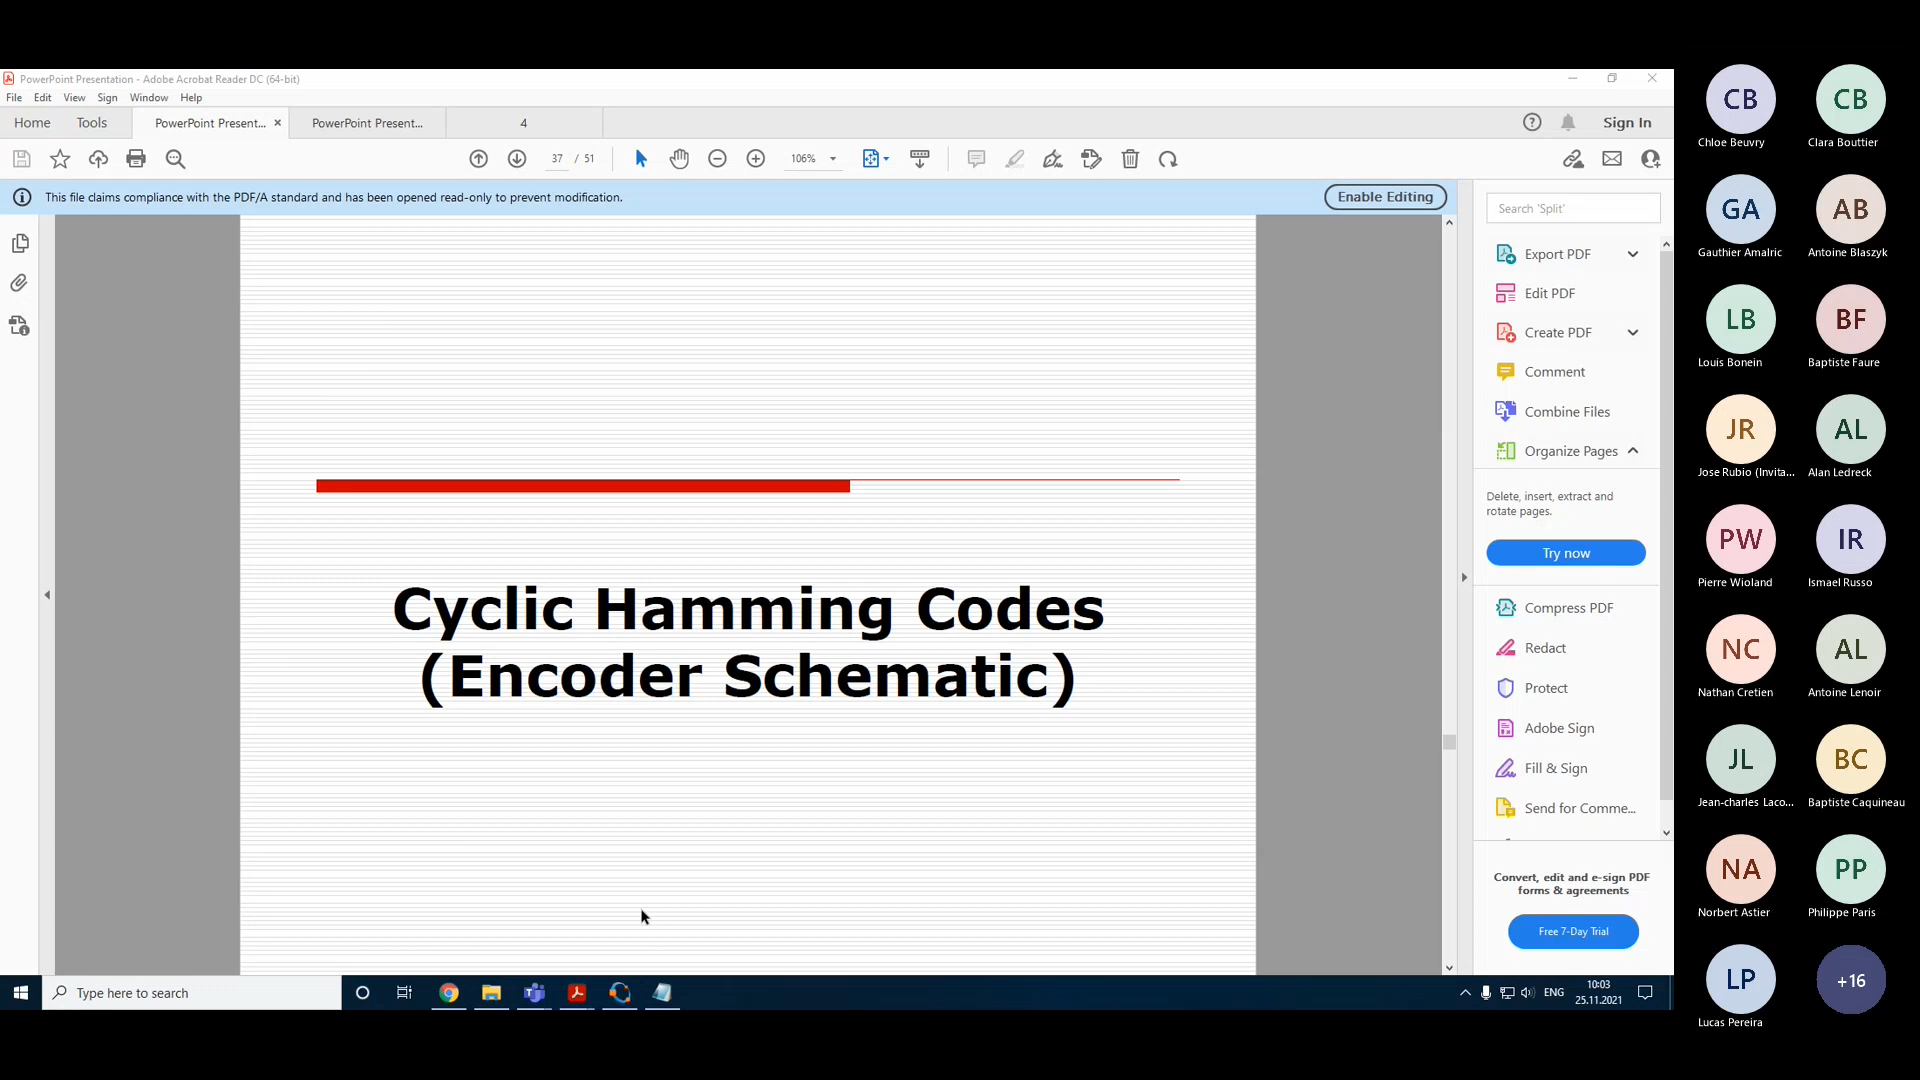 PowerPoint Presentation - Adobe Acrobat Reader DC (64-bit)
File Edit View Sign Window Help
Home Tools PowerPoint Present... × PowerPoint Present... 4 Sign In
37 / 51 106%
This file claims compliance with the PDF/A standard and has been opened read-only to prevent modification. Enable Editing
Cyclic Hamming Codes
(Encoder Schematic)
Search 'Split'
Export PDF
Edit PDF
Create PDF
Comment
Combine Files
Organize Pages
Delete, insert, extract and
rotate pages.
Try now
Compress PDF
Redact
Protect
Adobe Sign
Fill & Sign
Send for Comme...
Convert, edit and e-sign PDF
forms & agreements
Free 7-Day Trial
Type here to search
ENG
10:03
25.11.2021
CB CB
Chloe Beuvry Clara Bouttier
GA AB
Gauthier Amalric Antoine Blaszyk
LB BF
Louis Bonein Baptiste Faure
JR AL
Jose Rubio (Invita... Alan Ledreck
PW IR
Pierre Wioland Ismael Russo
NC AL
Nathan Cretien Antoine Lenoir
JL BC
Jean-charles Laco... Baptiste Caquineau
NA PP
Norbert Astier Philippe Paris
LP +16
Lucas Pereira